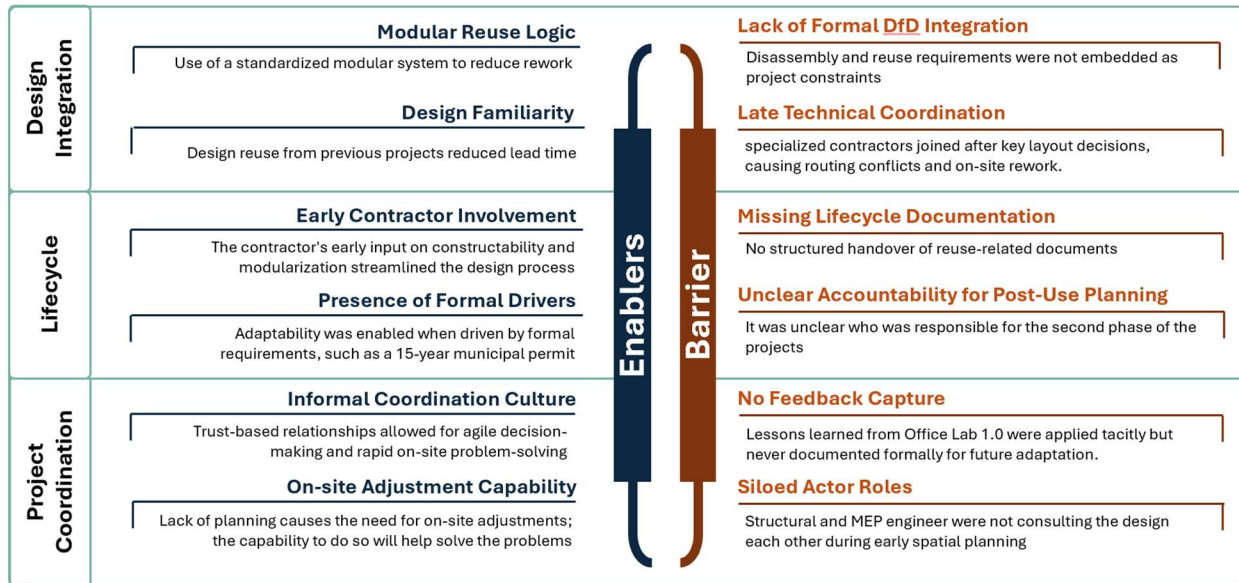 Design
Integration
Modular Reuse Logic
Use of a standardized modular system to reduce rework
Design Familiarity
Design reuse from previous projects reduced lead time
Lack of Formal DfD Integration
Disassembly and reuse requirements were not embedded as
project constraints
Late Technical Coordination
specialized contractors joined after key layout decisions,
causing routing conflicts and on-site rework.
Lifecycle
Early Contractor Involvement
The contractor's early input on constructability and
modularization streamlined the design process
Presence of Formal Drivers
Adaptability was enabled when driven by formal
requirements, such as a 15-year municipal permit
Enablers
Barrier
Missing Lifecycle Documentation
No structured handover of reuse-related documents
Unclear Accountability for Post-Use Planning
It was unclear who was responsible for the second phase of the
projects
Project
Coordination
Informal Coordination Culture
Trust-based relationships allowed for agile decision-
making and rapid on-site problem-solving
On-site Adjustment Capability
Lack of planning causes the need for on-site adjustments;
the capability to do so will help solve the problems
No Feedback Capture
Lessons learned from Office Lab 1.0 were applied tacitly but
never documented formally for future adaptation.
Siloed Actor Roles
Structural and MEP engineer were not consulting the design
each other during early spatial planning